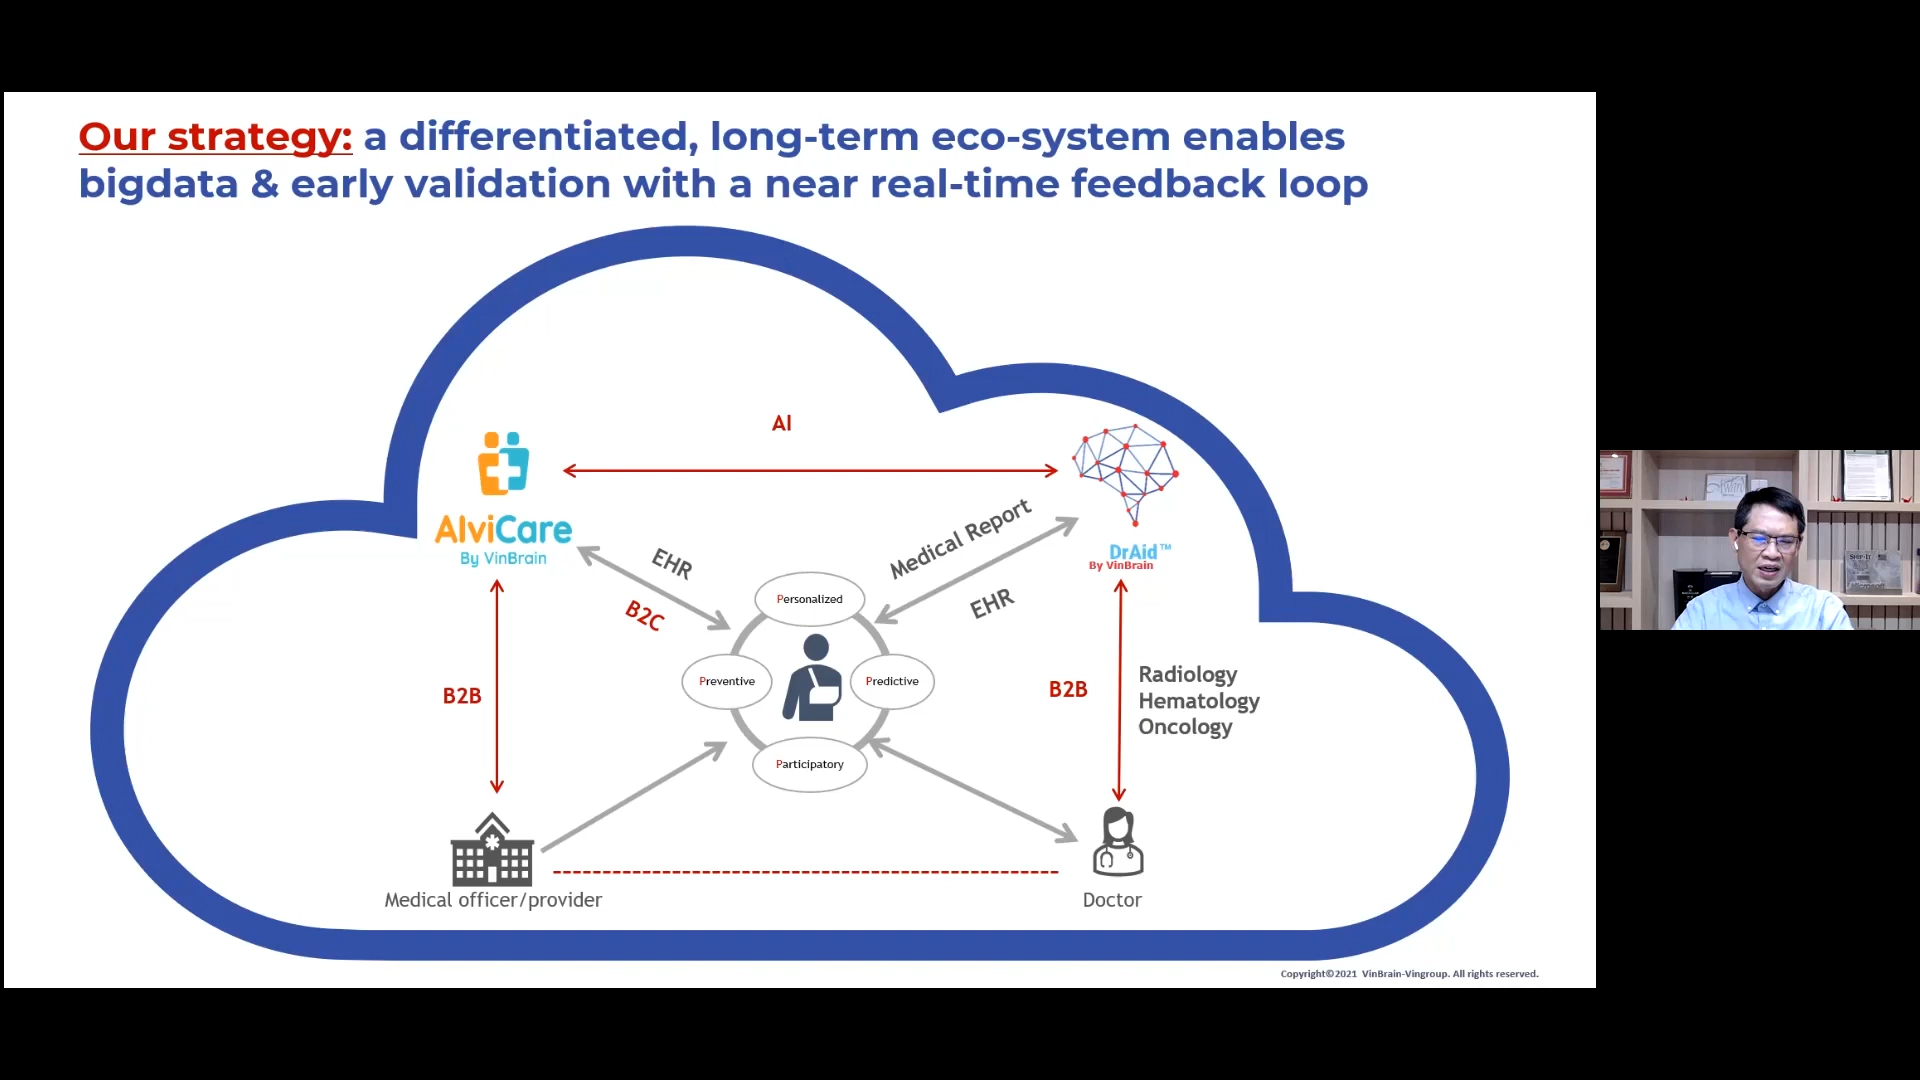 Our strategy: a differentiated, long-term eco-system enables
bigdata & early validation with a near real-time feedback loop
AI
AlviCare
By VinBrain
DrAid™
By VinBrain
EHR
B2C
Medical Report
EHR
Personalized
Preventive
Predictive
Participatory
B2B
B2B
Radiology
Hematology
Oncology
Medical officer/provider
Doctor
Copyright©2021 VinBrain-Vingroup. All rights reserved.